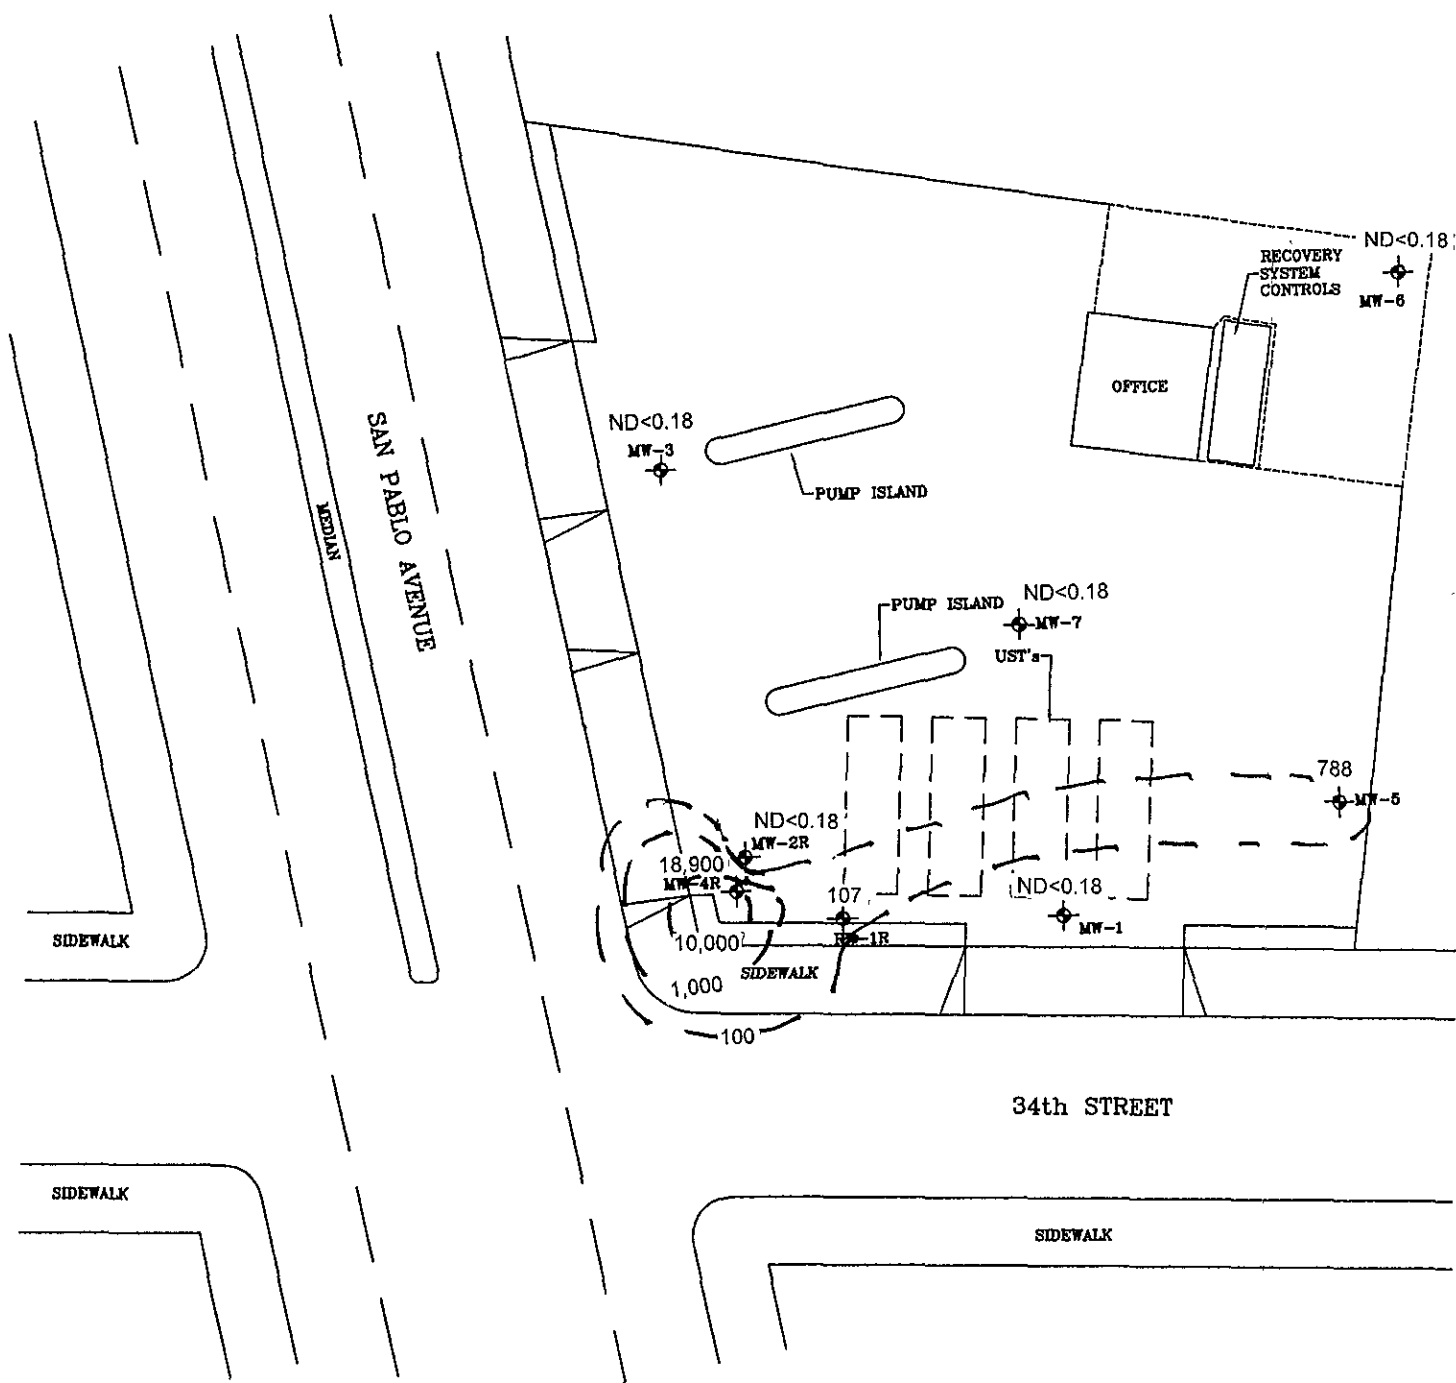 ND<0.18
RECOVERY
SYSTEM
CONTROLS
MW-6
OFFICE
SAN PABLO AVENUE
MEDIAN
ND<0.18
MW-3
PUMP ISLAND
PUMP ISLAND
ND<0.18
MW-7
UST's
788
MW-5
ND<0.18
MW-2R
18,900
MW-4R
107
RW-1R
ND<0.18
MW-1
10,000
SIDEWALK
1,000
100
SIDEWALK
34th STREET
SIDEWALK
SIDEWALK